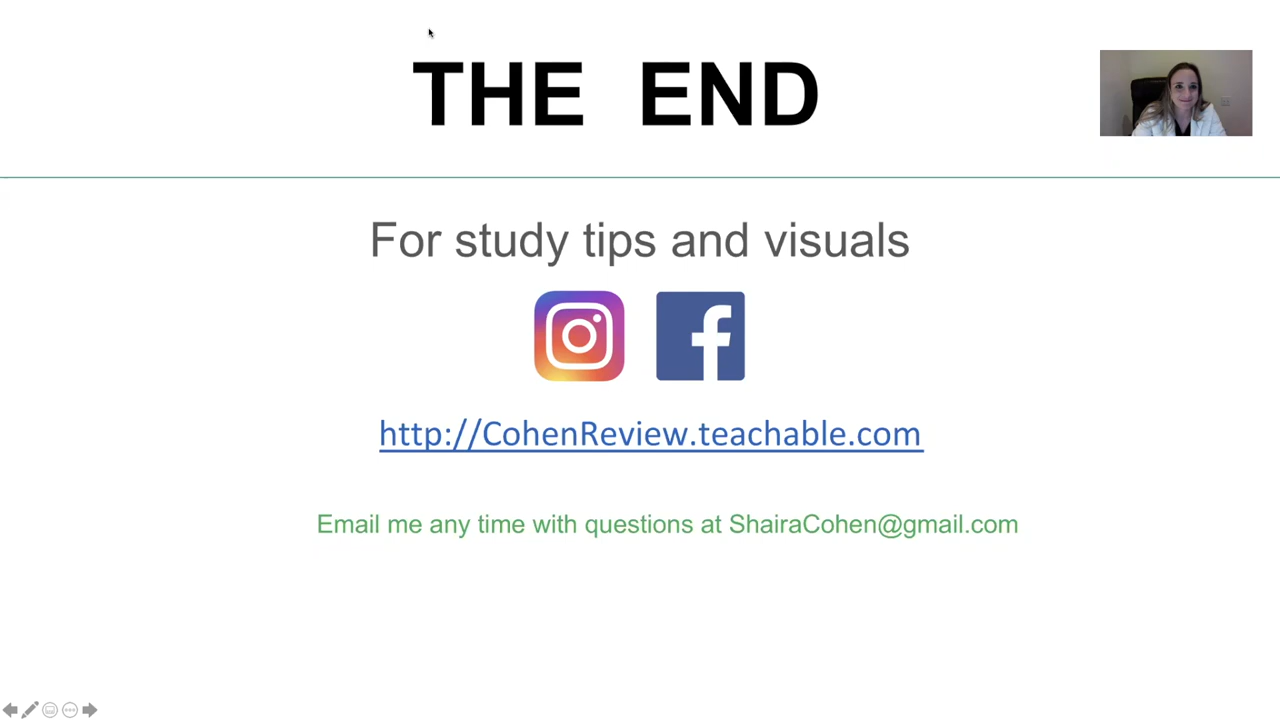 THE END
For study tips and visuals
http://CohenReview.teachable.com
Email me any time with questions at ShairaCohen@gmail.com